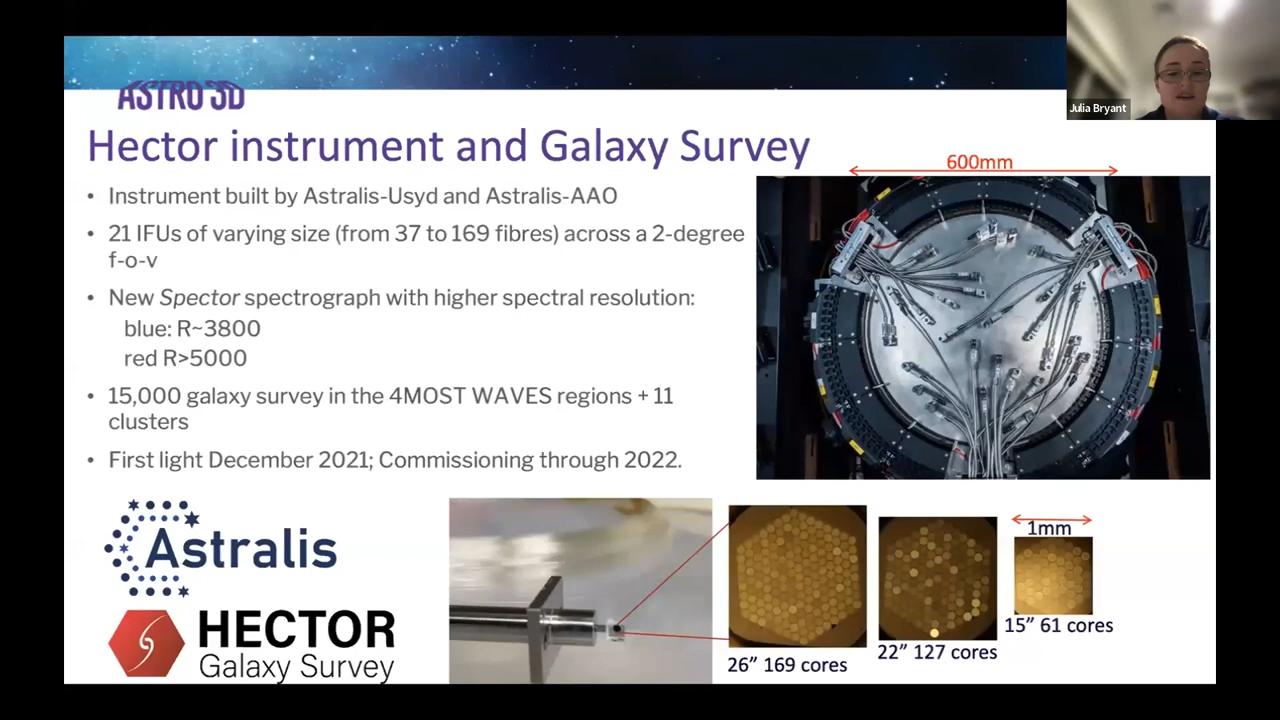 ASTRO 3D
Julia Bryant
Hector instrument and Galaxy Survey
600mm
• Instrument built by Astralis-Usyd and Astralis-AAO
• 21 IFUs of varying size (from 37 to 169 fibres) across a 2-degree
f-o-v
• New Spector spectrograph with higher spectral resolution:
blue: R~3800
red R>5000
• 15,000 galaxy survey in the 4MOST WAVES regions + 11
clusters
• First light December 2021; Commissioning through 2022.
Astralis
HECTOR
Galaxy Survey
1mm
26” 169 cores
22” 127 cores
15” 61 cores